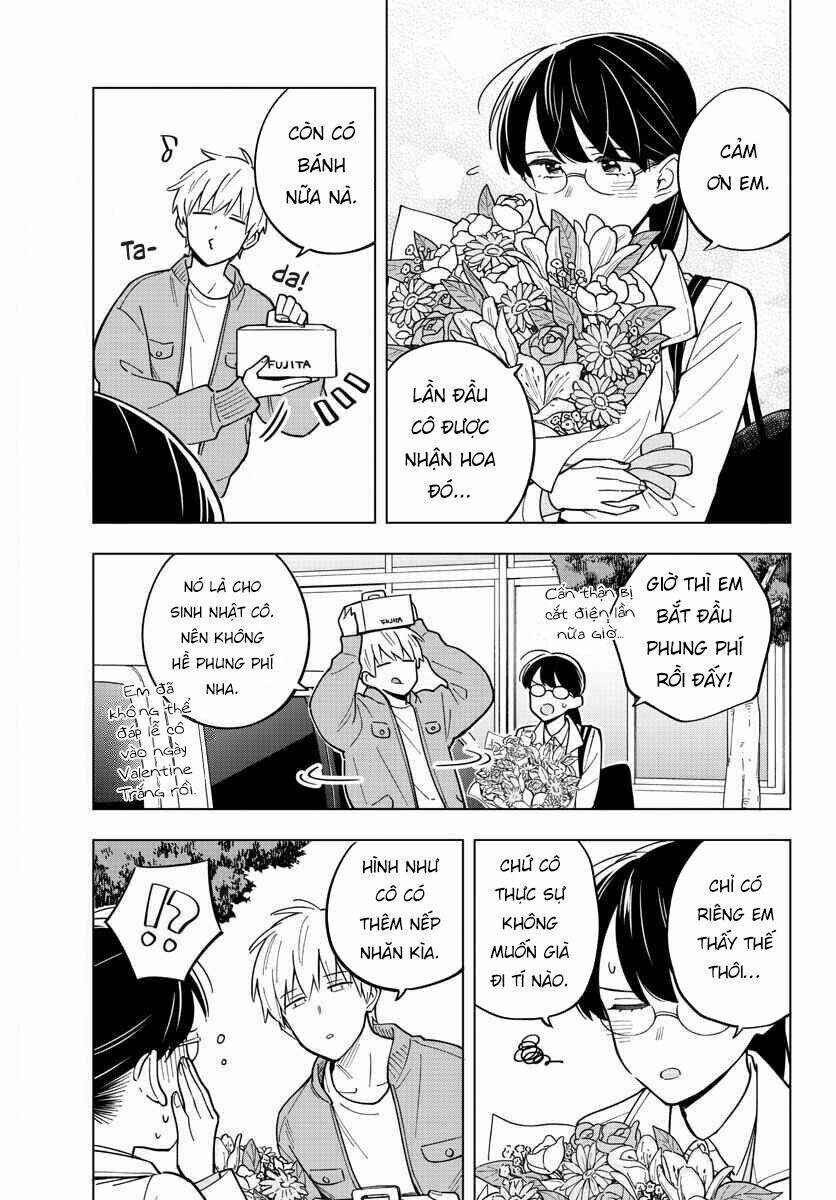 CẢM
ƠN EM.
LẦN ĐẦU
CÔ ĐƯỢC
NHẬN HOA
ĐÓ...
CÒN CÓ
BÁNH
NỮA NÀ.
Ta-
da!
FUJITA
GIỜ THÌ EM
BẮT ĐẦU
PHUNG PHÍ
RỒI ĐẤY!
Cẩn thận bị
cắt điện lần
nữa giờ...
NÓ LÀ CHO
SINH NHẬT CÔ.
NÊN KHÔNG
HỀ PHUNG PHÍ
NHA.
FUJITA
Em đã
không thể
đáp lễ cô
vào ngày
Valentine
Trắng rồi.
CHỈ CÓ
RIÊNG EM
THẤY THẾ
THÔI...
CHỨ CÔ
THỰC SỰ
KHÔNG
MUỐN GIÀ
ĐI TÍ NÀO.
HÌNH NHƯ
CÔ CÓ
THÊM NẾP
NHĂN KÌA.
!?